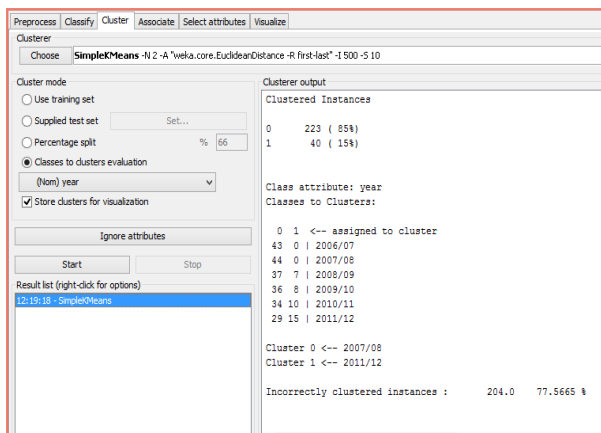 Preprocess Classify Cluster Associate Select attributes Visualize
Clusterer
Choose SimpleKMeans -N 2 -A "weka.core.EuclideanDistance -R first-last" -I 500 -S 10
Cluster mode
Use training set
Supplied test set Set...
Percentage split % 66
Classes to clusters evaluation
(Nom) year
Store clusters for visualization
Ignore attributes
Start Stop
Result list (right-click for options)
12:19:18 - SimpleKMeans
Clusterer output
Clustered Instances
0 223 ( 85%)
1 40 ( 15%)
Class attribute: year
Classes to Clusters:
0 1 <-- assigned to cluster
43 0 | 2006/07
44 0 | 2007/08
37 7 | 2008/09
36 8 | 2009/10
34 10 | 2010/11
29 15 | 2011/12
Cluster 0 <-- 2007/08
Cluster 1 <-- 2011/12
Incorrectly clustered instances : 204.0 77.5665 %